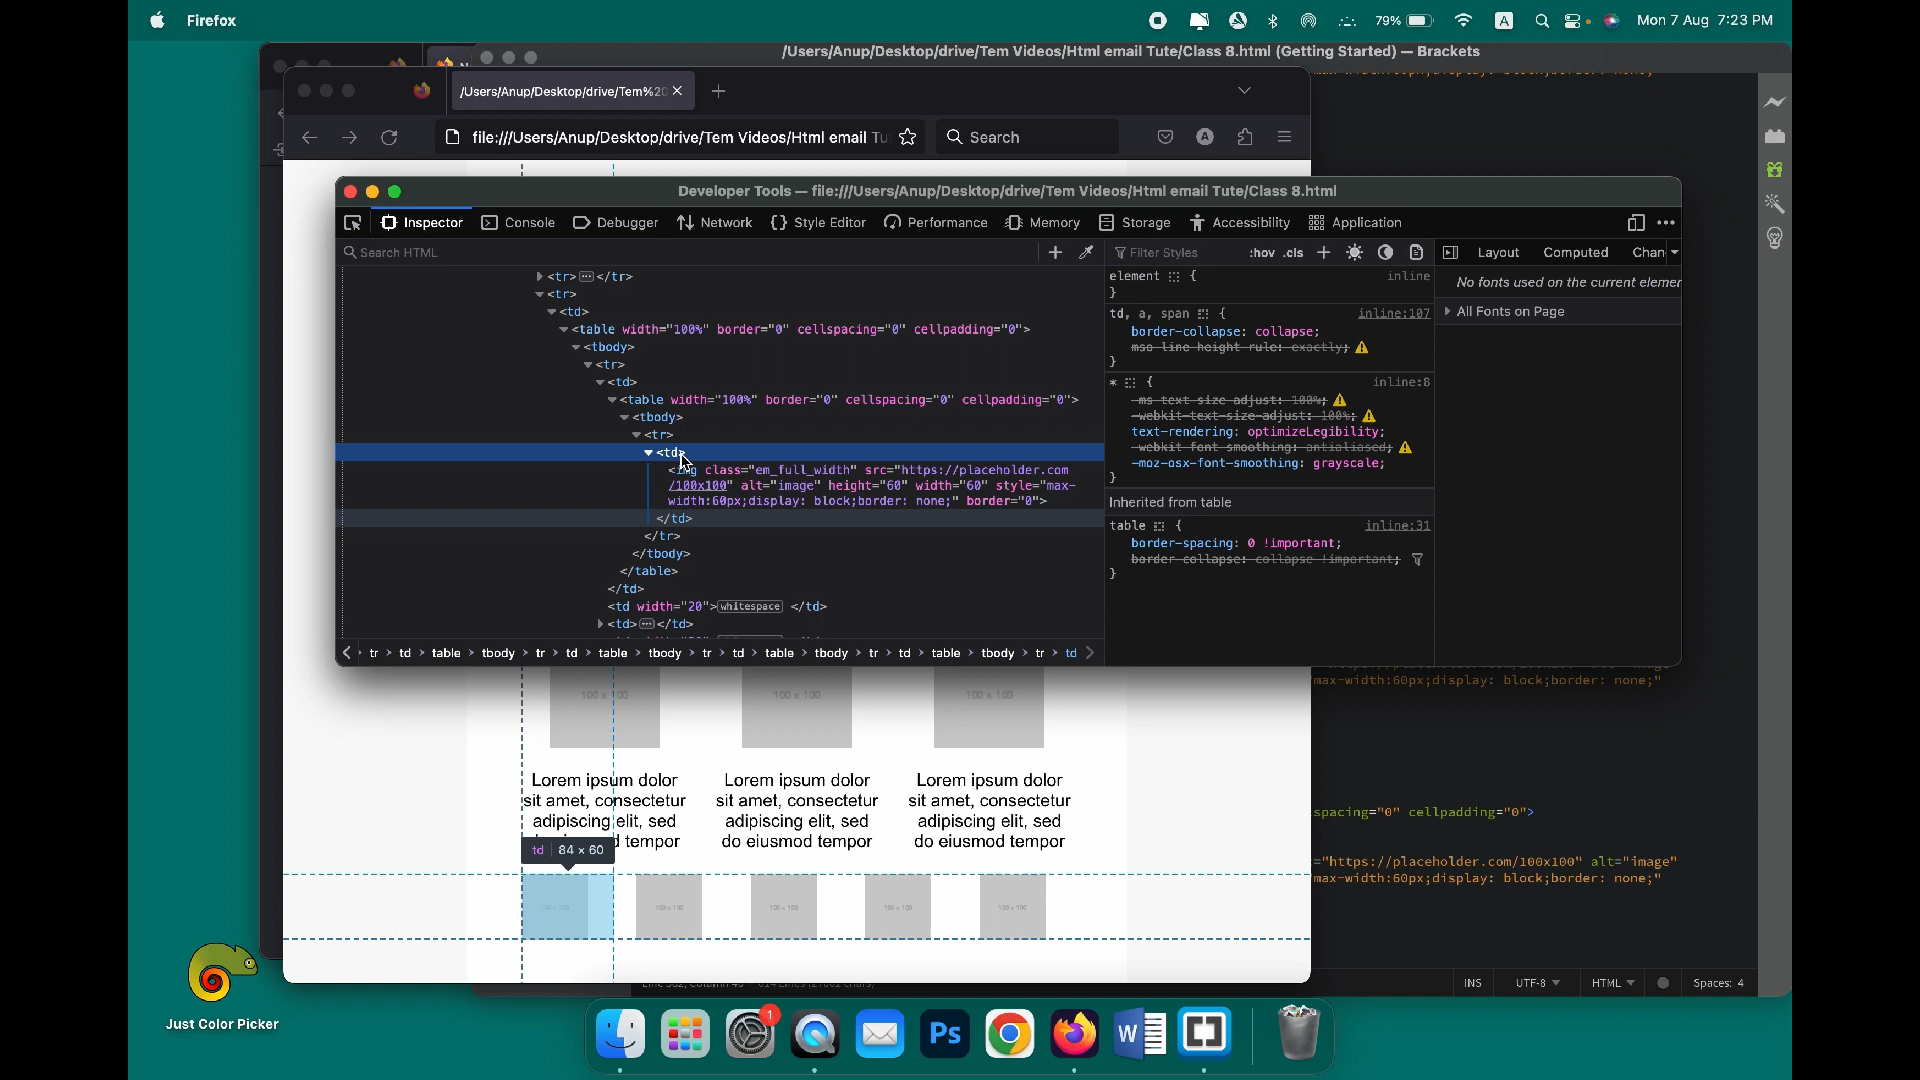 Firefox
79%
A
Mon 7 Aug 7:23 PM
/Users/Anup/Desktop/drive/Tem Videos/Html email Tute/Class 8.html (Getting Started) — Brackets
/Users/Anup/Desktop/drive/Tem%20
file:///Users/Anup/Desktop/drive/Tem Videos/Html email Tu
Search
A
Developer Tools — file:///Users/Anup/Desktop/drive/Tem Videos/Html email Tute/Class 8.html
Inspector Console Debugger Network Style Editor Performance Memory Storage Accessibility Application
Search HTML
Filter Styles :hov .cls
Layout Computed Chan
<tr> </tr>
<tr>
<td>
<table width="100%" border="0" cellspacing="0" cellpadding="0">
<tbody>
<tr>
<td>
<table width="100%" border="0" cellspacing="0" cellpadding="0">
<tbody>
<tr>
<td>
<img class="em_full_width" src="https://placeholder.com
/100x100" alt="image" height="60" width="60" style="max-
width:60px;display: block;border: none;" border="0">
</td>
</tr>
</tbody>
</table>
</td>
<td width="20">whitespace </td>
<td> </td>
tr > td > table > tbody > tr > td > table > tbody > tr > td > table > tbody > tr > td > table > tbody > tr > td
element { inline
}
td, a, span { inline:107
border-collapse: collapse;
mso-line-height-rule: exactly;
}
* { inline:8
-ms-text-size-adjust: 100%;
-webkit-text-size-adjust: 100%;
text-rendering: optimizeLegibility;
-webkit-font-smoothing: antialiased;
-moz-osx-font-smoothing: grayscale;
}
Inherited from table
table { inline:31
border-spacing: 0 !important;
border-collapse: collapse !important;
}
No fonts used on the current elemen
All Fonts on Page
100 x 100 100 x 100 100 x 100
Lorem ipsum dolor
sit amet, consectetur
adipiscing elit, sed
d tempor
Lorem ipsum dolor
sit amet, consectetur
adipiscing elit, sed
do eiusmod tempor
Lorem ipsum dolor
sit amet, consectetur
adipiscing elit, sed
do eiusmod tempor
td 84 × 60
100 x 100 100 x 100 100 x 100 100 x 100 100 x 100
max-width:60px;display: block;border: none;"
spacing="0" cellpadding="0">
="https://placeholder.com/100x100" alt="image"
max-width:60px;display: block;border: none;"
INS UTF-8 HTML Spaces: 4
Just Color Picker
1
Ps
W